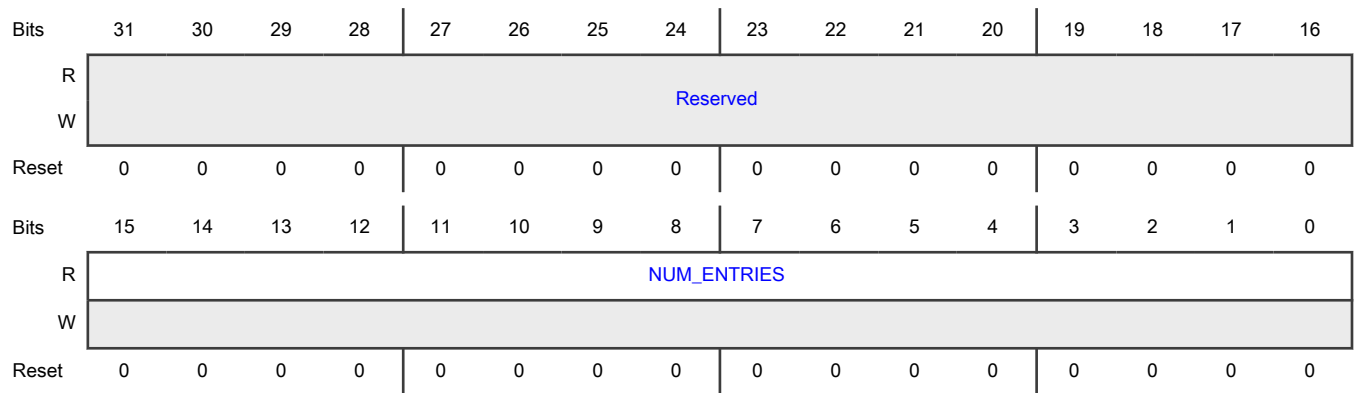 Bits 31 30 29 28 27 26 25 24 23 22 21 20 19 18 17 16
R
Reserved
W
Reset 0 0 0 0 0 0 0 0 0 0 0 0 0 0 0 0
Bits 15 14 13 12 11 10 9 8 7 6 5 4 3 2 1 0
R NUM_ENTRIES
W
Reset 0 0 0 0 0 0 0 0 0 0 0 0 0 0 0 0